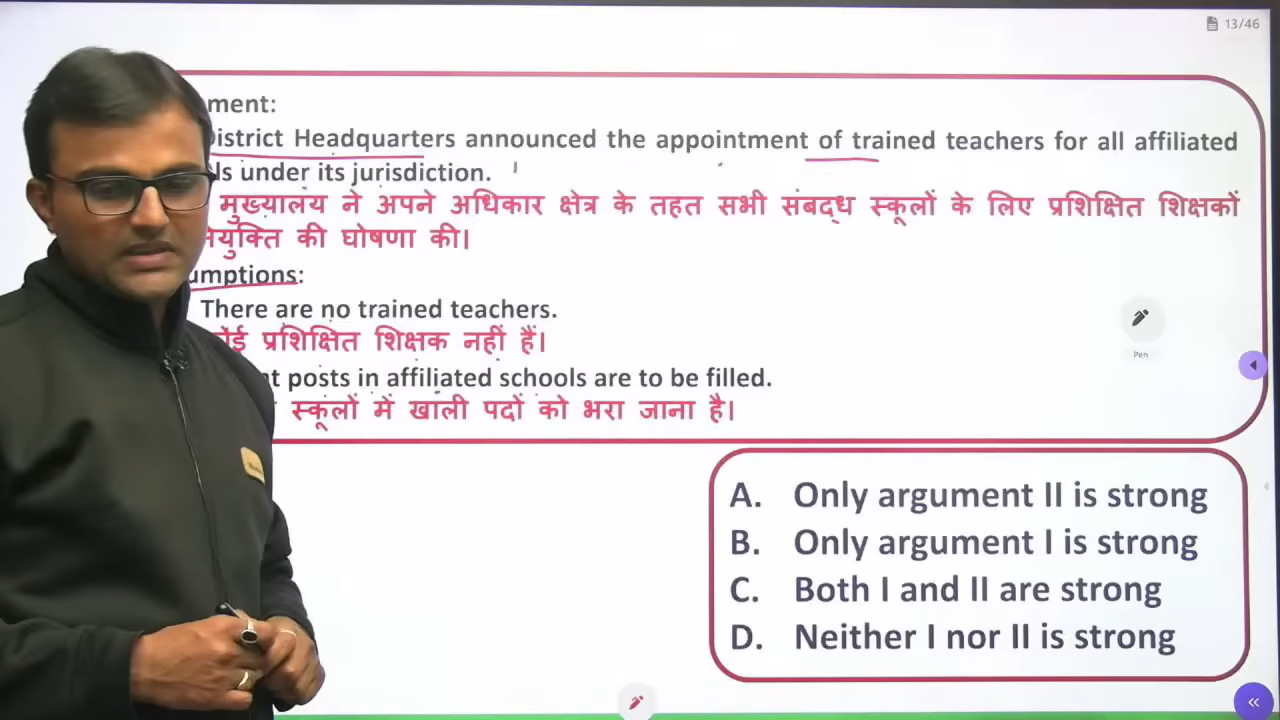 13/46
ment:
District Headquarters announced the appointment of trained teachers for all affiliated
ls under its jurisdiction.
मुख्यालय ने अपने अधिकार क्षेत्र के तहत सभी संबद्ध स्कूलों के लिए प्रशिक्षित शिक्षकों
नियुक्ति की घोषणा की।
umptions:
There are no trained teachers.
कोई प्रशिक्षित शिक्षक नहीं हैं।
Pen
t posts in affiliated schools are to be filled.
स्कूलों में खाली पदों को भरा जाना है।
A. Only argument II is strong
B. Only argument I is strong
C. Both I and II are strong
D. Neither I nor II is strong